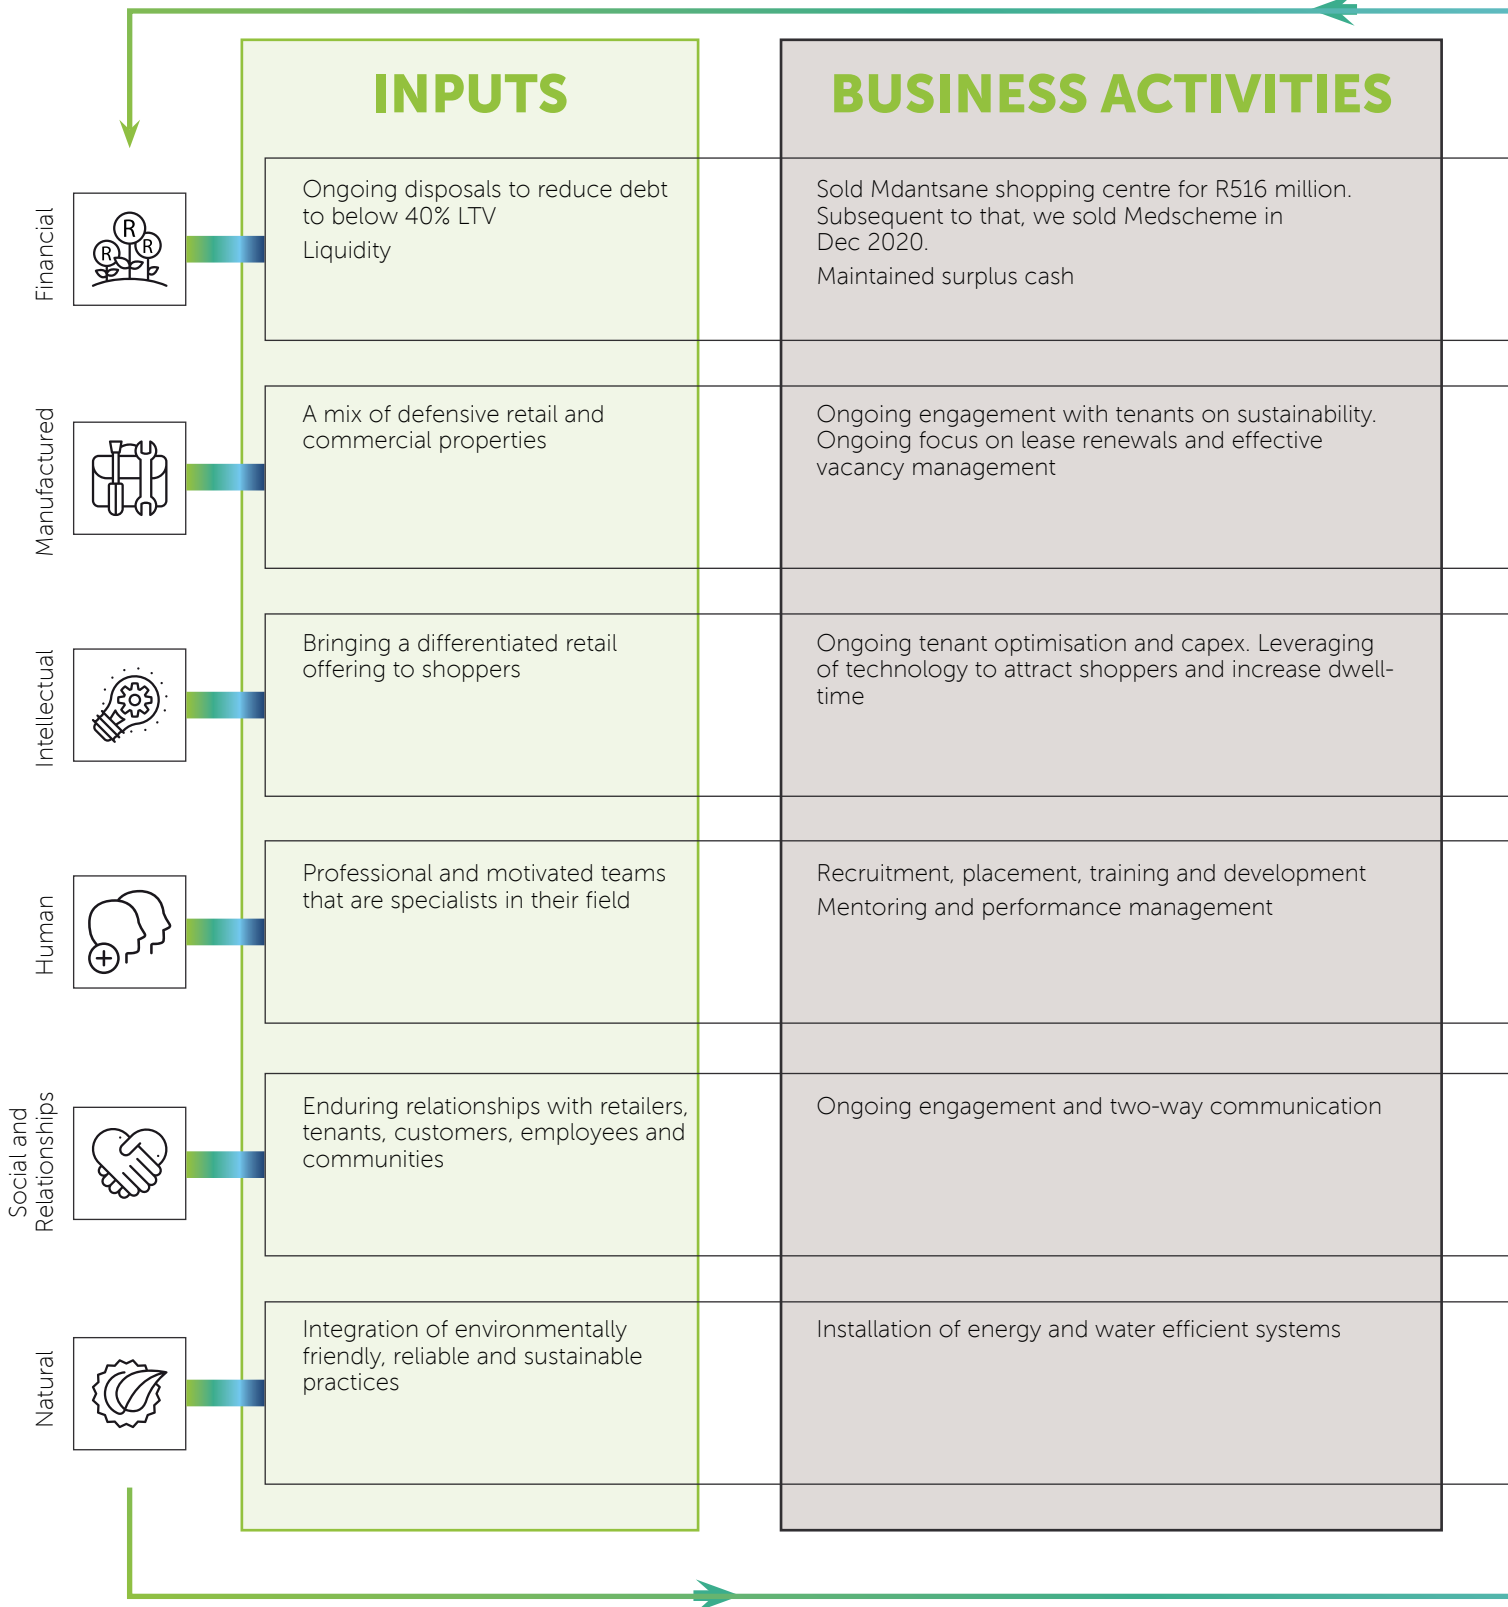 INPUTS
BUSINESS ACTIVITIES
Financial
R
R
R
Ongoing disposals to reduce debt
to below 40% LTV
Liquidity
Sold Mdantsane shopping centre for R516 million.
Subsequent to that, we sold Medscheme in
Dec 2020.
Maintained surplus cash
Manufactured
A mix of defensive retail and
commercial properties
Ongoing engagement with tenants on sustainability.
Ongoing focus on lease renewals and effective
vacancy management
Intellectual
Bringing a differentiated retail
offering to shoppers
Ongoing tenant optimisation and capex. Leveraging
of technology to attract shoppers and increase dwell-
time
Human
Professional and motivated teams
that are specialists in their field
Recruitment, placement, training and development
Mentoring and performance management
Social and
Relationships
Enduring relationships with retailers,
tenants, customers, employees and
communities
Ongoing engagement and two-way communication
Natural
Integration of environmentally
friendly, reliable and sustainable
practices
Installation of energy and water efficient systems